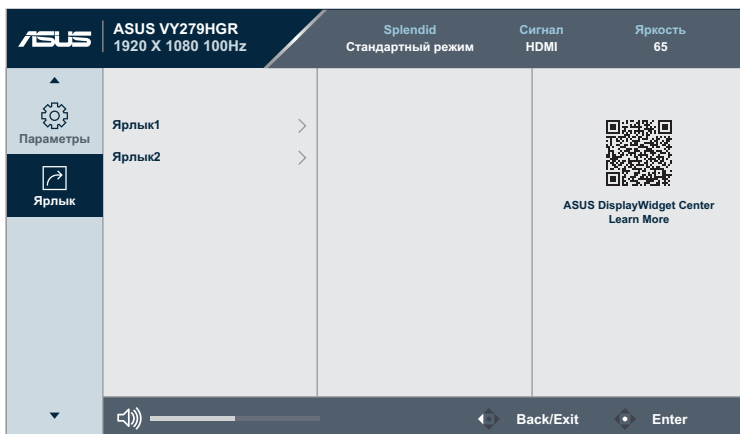 ASUS
ASUS VY279HGR
1920 X 1080 100Hz
Splendid
Стандартный режим
Сигнал
HDMI
Яркость
65
Параметры
Ярлык
Ярлык1
Ярлык2
ASUS DisplayWidget Center
Learn More
Back/Exit
Enter